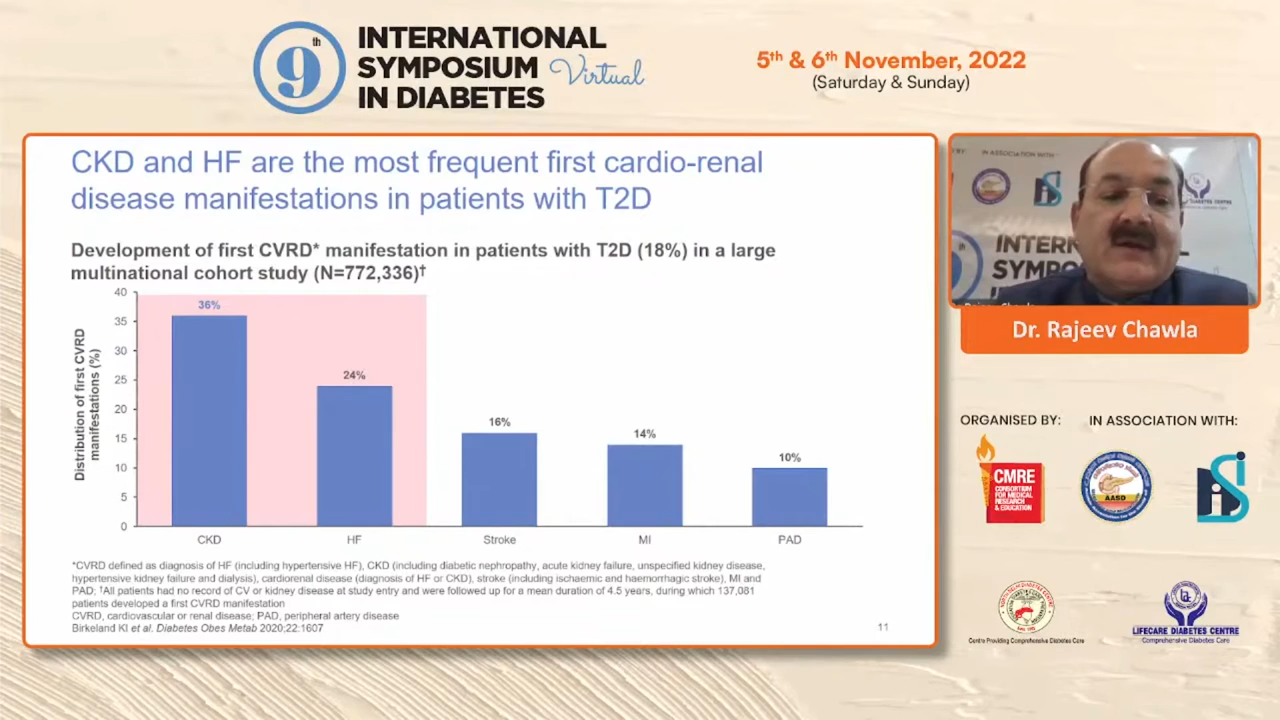 9th
INTERNATIONAL
SYMPOSIUM Virtual
IN DIABETES
5th & 6th November, 2022
(Saturday & Sunday)
CKD and HF are the most frequent first cardio-renal
disease manifestations in patients with T2D
Development of first CVRD* manifestation in patients with T2D (18%) in a large
multinational cohort study (N=772,336)†
Distribution of first CVRD
manifestations (%)
40
35
30
25
20
15
10
5
0
36%
24%
16%
14%
10%
CKD
HF
Stroke
MI
PAD
*CVRD defined as diagnosis of HF (including hypertensive HF), CKD (including diabetic nephropathy, acute kidney failure, unspecified kidney disease,
hypertensive kidney failure and dialysis), cardiorenal disease (diagnosis of HF or CKD), stroke (including ischaemic and haemorrhagic stroke), MI and
PAD; †All patients had no record of CV or kidney disease at study entry and were followed up for a mean duration of 4.5 years, during which 137,081
patients developed a first CVRD manifestation
CVRD, cardiovascular or renal disease; PAD, peripheral artery disease
Birkeland KI et al. Diabetes Obes Metab 2020;22:1607
11
IN ASSOCIATION WITH
DIABETES CENTRE
INTER
SYMPO
Dr. Rajeev Chawla
ORGANISED BY:
IN ASSOCIATION WITH:
CMRE
CONSORTIUM
FOR MEDICAL
RESEARCH
& EDUCATION
AASD
Centre Providing Comprehensive Diabetes Care
LIFECARE DIABETES CENTRE
Comprehensive Diabetes Care